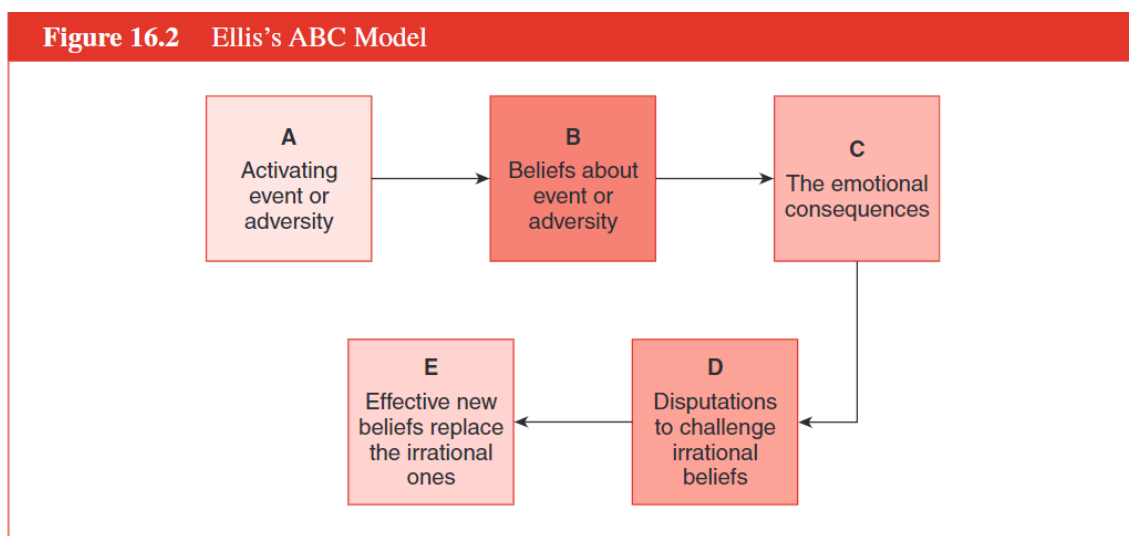 Figure 16.2 Ellis’s ABC Model
A
Activating
event or
adversity
B
Beliefs about
event or
adversity
C
The emotional
consequences
E
Effective new
beliefs replace
the irrational
ones
D
Disputations
to challenge
irrational
beliefs